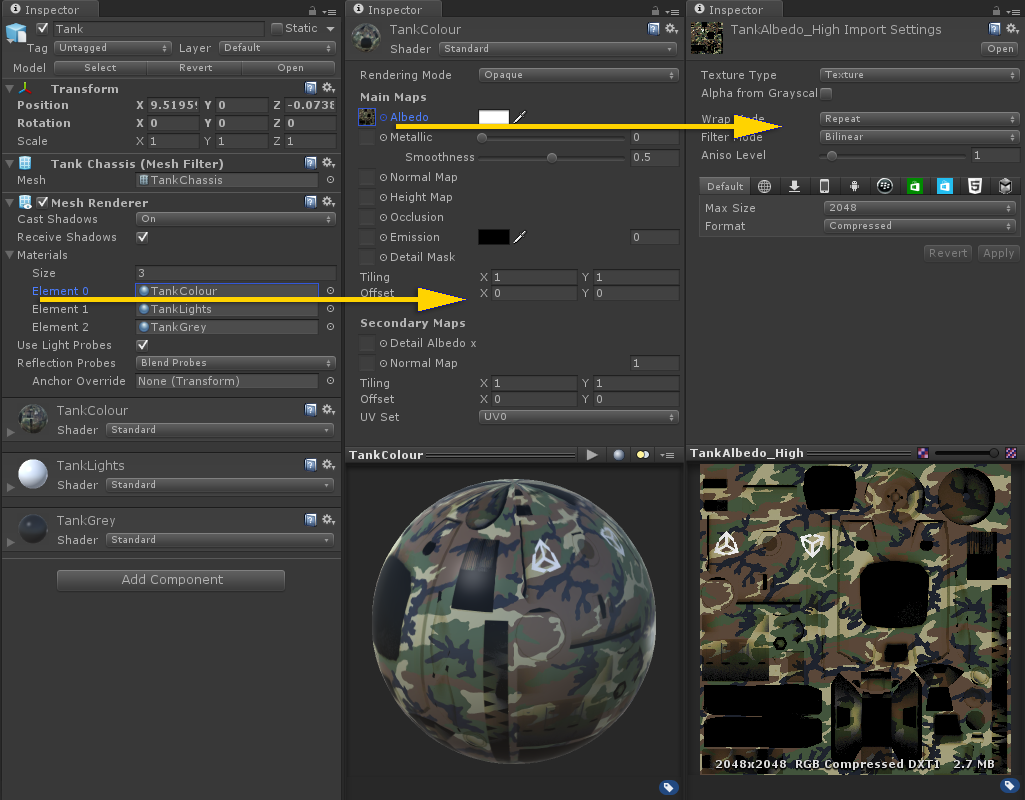 Inspector
Tank
Static
Tag Untagged Layer Default
Model Select Revert Open
Transform
Position X 9.5195 Y 0 Z -0.0738
Rotation X 0 Y 0 Z 0
Scale X 1 Y 1 Z 1
Tank Chassis (Mesh Filter)
Mesh TankChassis
Mesh Renderer
Cast Shadows On
Receive Shadows
Materials
Size 3
Element 0 TankColour
Element 1 TankLights
Element 2 TankGrey
Use Light Probes
Reflection Probes Blend Probes
Anchor Override None (Transform)
TankColour
Shader Standard
TankLights
Shader Standard
TankGrey
Shader Standard
Add Component
Inspector
TankColour
Shader Standard
Rendering Mode Opaque
Main Maps
Albedo
Metallic 0
Smoothness 0.5
Normal Map
Height Map
Occlusion
Emission 0
Detail Mask
Tiling X 1 Y 1
Offset X 0 Y 0
Secondary Maps
Detail Albedo x
Normal Map 1
Tiling X 1 Y 1
Offset X 0 Y 0
UV Set UV0
TankColour
Inspector
TankAlbedo_High Import Settings
Open
Texture Type Texture
Alpha from Grayscal
Wrap Mode Repeat
Filter Mode Bilinear
Aniso Level 1
Default
Max Size 2048
Format Compressed
Revert Apply
TankAlbedo_High
2048x2048 RGB Compressed DXT1 2.7 MB